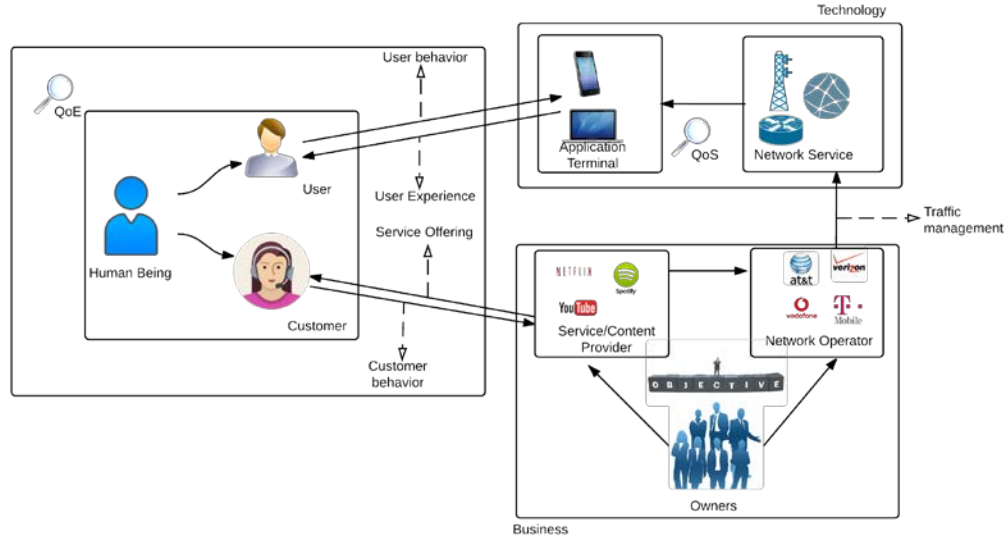 Technology
User behavior
QoE
User
Human Being
Customer
User Experience
Service Offering
Customer
behavior
Application
Terminal
QoS
Network Service
Traffic
management
NETFLIX
Spotify
YouTube
Service/Content
Provider
at&t
verizon
vodafone
T
Mobile
Network Operator
OBJECTIVE
Owners
Business